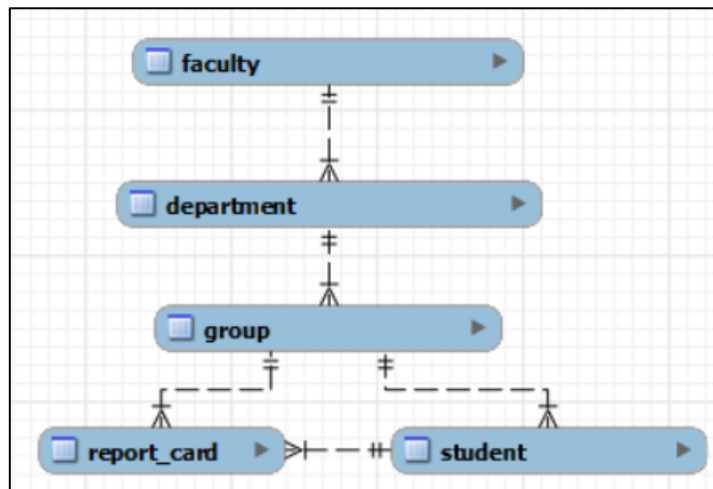 faculty
department
group
report_card
student